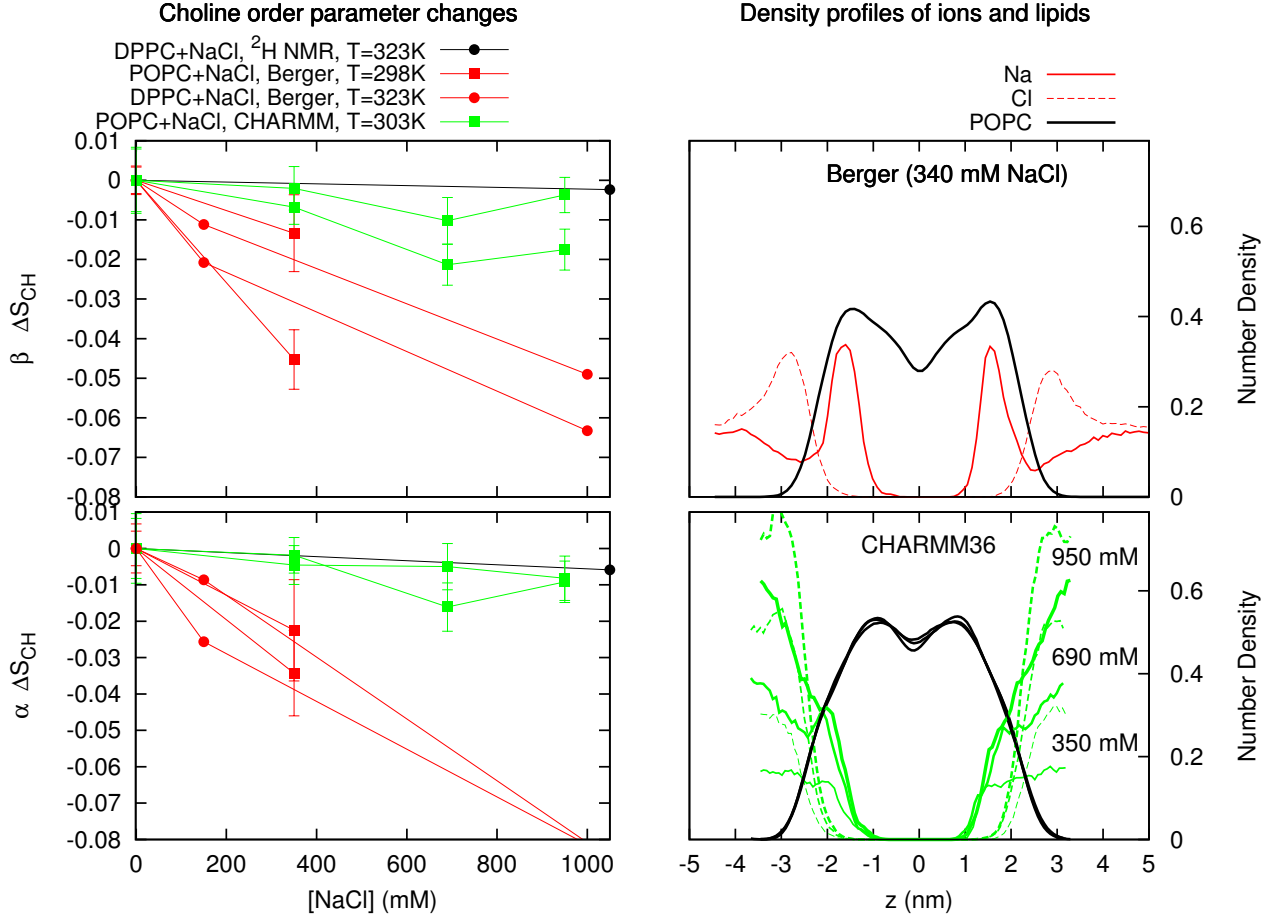 Choline order parameter changes
DPPC+NaCl, ²H NMR, T=323K
POPC+NaCl, Berger, T=298K
DPPC+NaCl, Berger, T=323K
POPC+NaCl, CHARMM, T=303K
0.01
0
-0.01
-0.02
-0.03
-0.04
-0.05
-0.06
-0.07
-0.08
β ΔS_CH
0.01
0
-0.01
-0.02
-0.03
-0.04
-0.05
-0.06
-0.07
-0.08
α ΔS_CH
0 200 400 600 800 1000
[NaCl] (mM)
Density profiles of ions and lipids
Na
Cl
POPC
Berger (340 mM NaCl)
0.6
0.4
0.2
0
Number Density
CHARMM36
950 mM
690 mM
350 mM
0.6
0.4
0.2
0
Number Density
-5 -4 -3 -2 -1 0 1 2 3 4 5
z (nm)